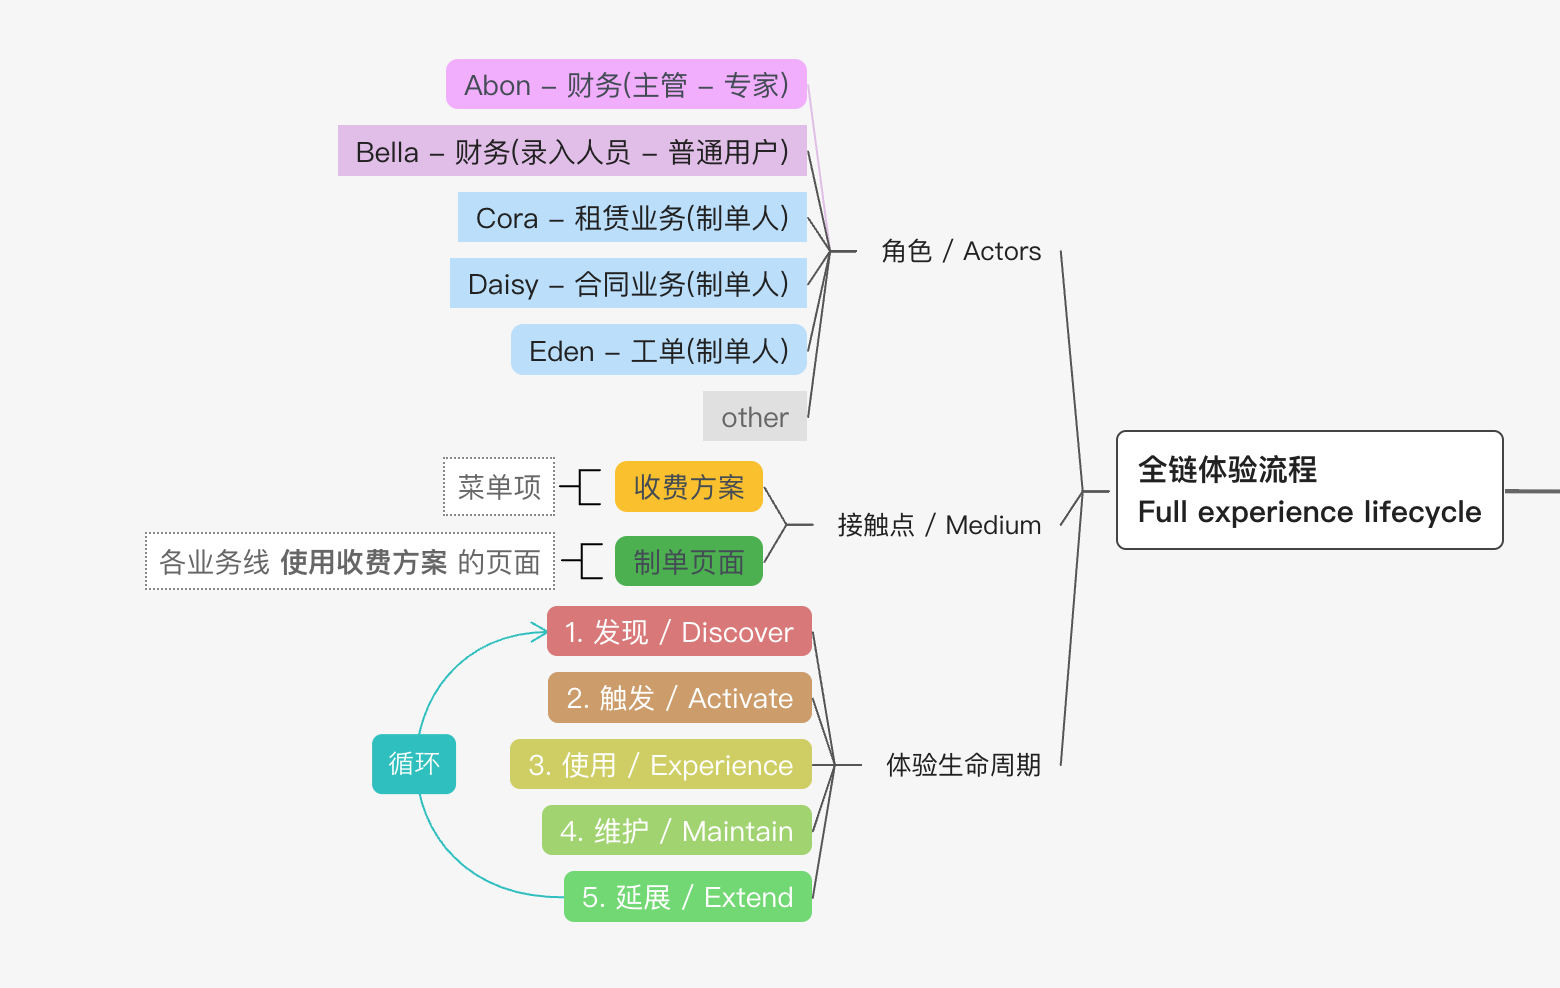 Abon – 财务(主管 – 专家)
Bella – 财务(录入人员 – 普通用户)
Cora – 租赁业务(制单人)
Daisy – 合同业务(制单人)
Eden – 工单(制单人)
other
角色 / Actors
菜单项
收费方案
各业务线 使用收费方案 的页面
制单页面
接触点 / Medium
全链体验流程
Full experience lifecycle
1. 发现 / Discover
2. 触发 / Activate
3. 使用 / Experience
4. 维护 / Maintain
5. 延展 / Extend
循环
体验生命周期